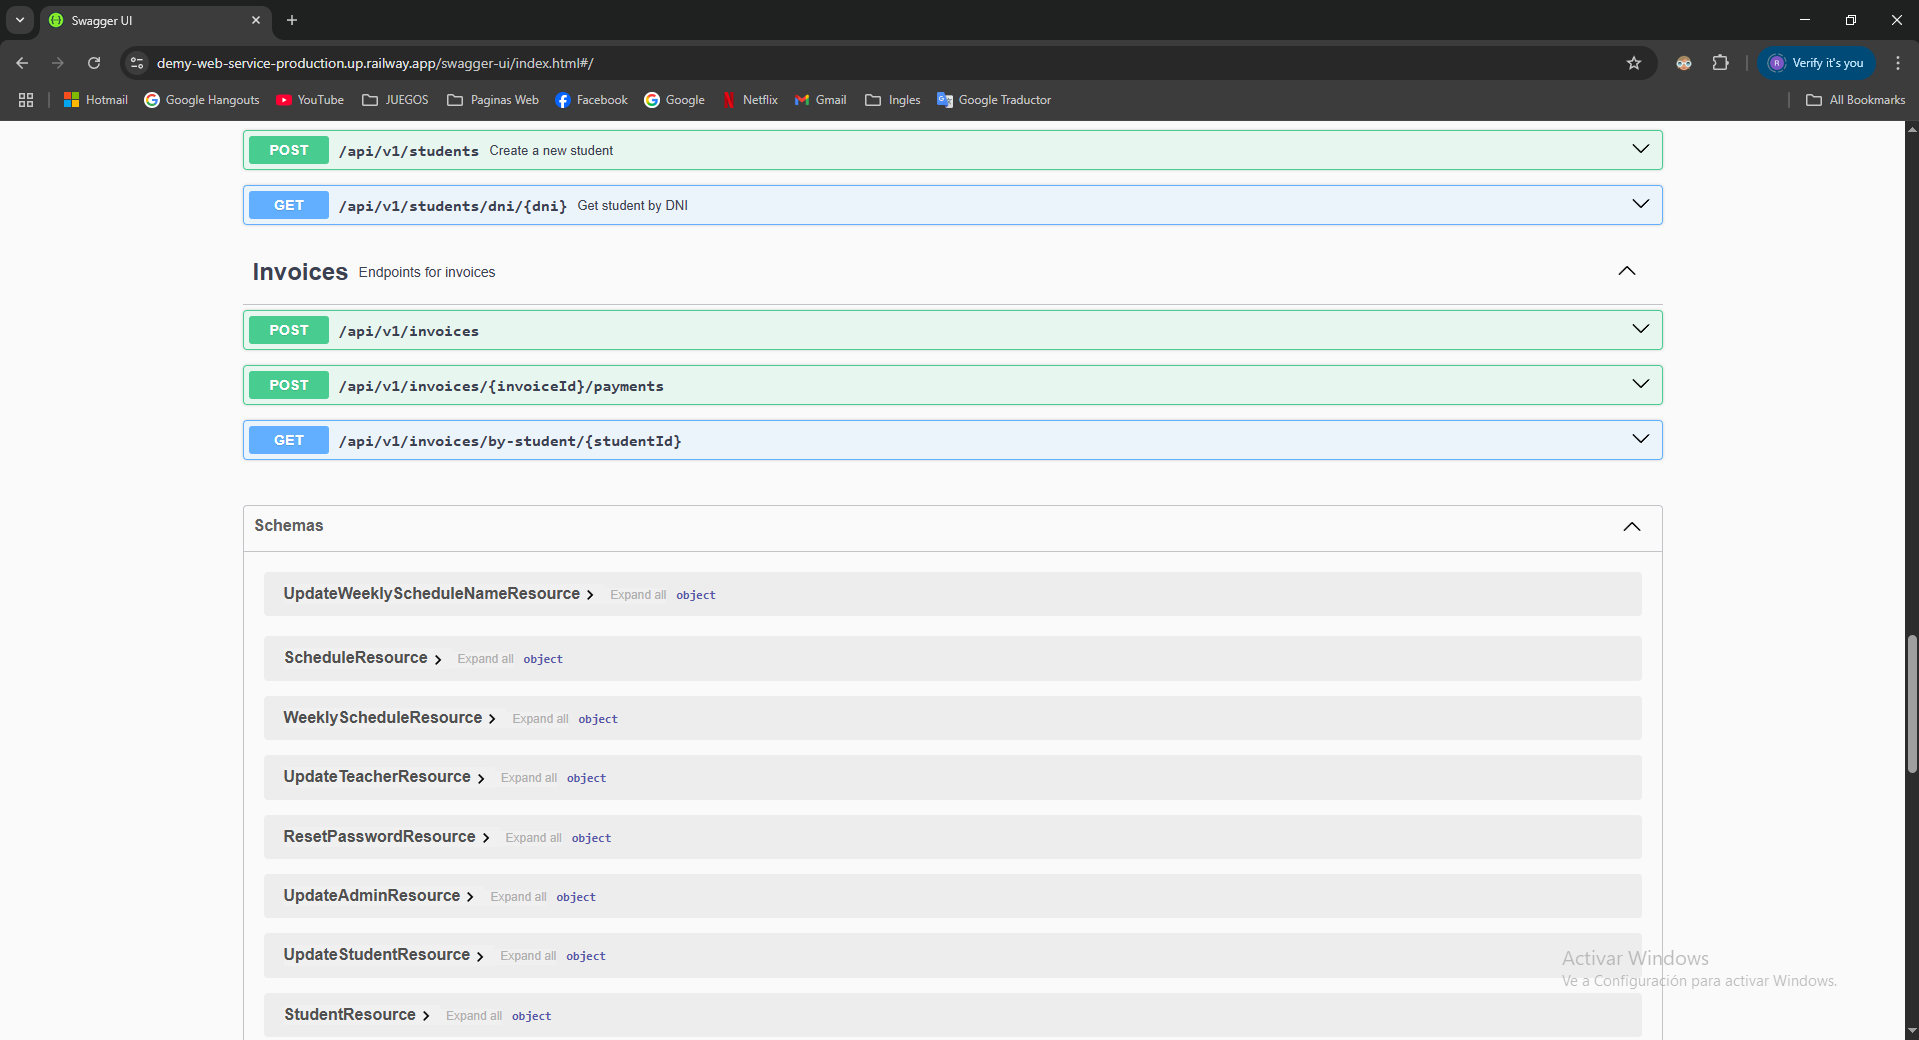 Swagger UI
demy-web-service-production.up.railway.app/swagger-ui/index.html#/
Verify it's you
Hotmail
Google Hangouts
YouTube
JUEGOS
Paginas Web
Facebook
Google
Netflix
Gmail
Ingles
Google Traductor
All Bookmarks
POST /api/v1/students Create a new student
GET /api/v1/students/dni/{dni} Get student by DNI
Invoices Endpoints for invoices
POST /api/v1/invoices
POST /api/v1/invoices/{invoiceId}/payments
GET /api/v1/invoices/by-student/{studentId}
Schemas
UpdateWeeklyScheduleNameResource Expand all object
ScheduleResource Expand all object
WeeklyScheduleResource Expand all object
UpdateTeacherResource Expand all object
ResetPasswordResource Expand all object
UpdateAdminResource Expand all object
UpdateStudentResource Expand all object
StudentResource Expand all object
Activar Windows
Ve a Configuración para activar Windows.